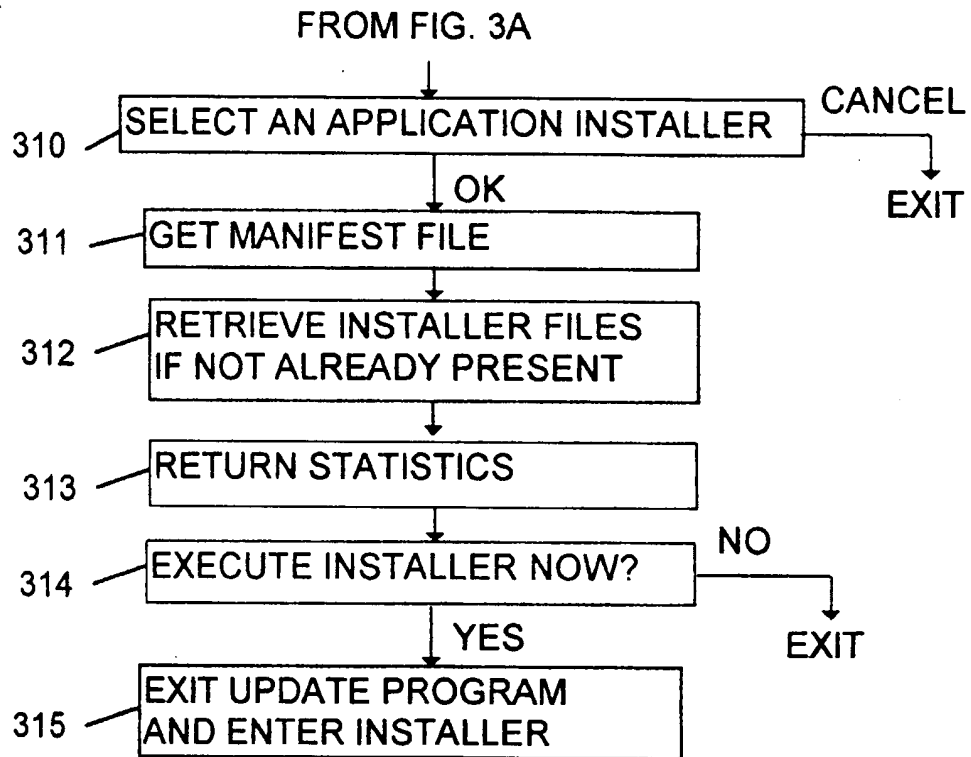 FROM FIG. 3A
310 SELECT AN APPLICATION INSTALLER
CANCEL
EXIT
OK
311 GET MANIFEST FILE
312 RETRIEVE INSTALLER FILES
IF NOT ALREADY PRESENT
313 RETURN STATISTICS
314 EXECUTE INSTALLER NOW?
NO
EXIT
YES
315 EXIT UPDATE PROGRAM
AND ENTER INSTALLER